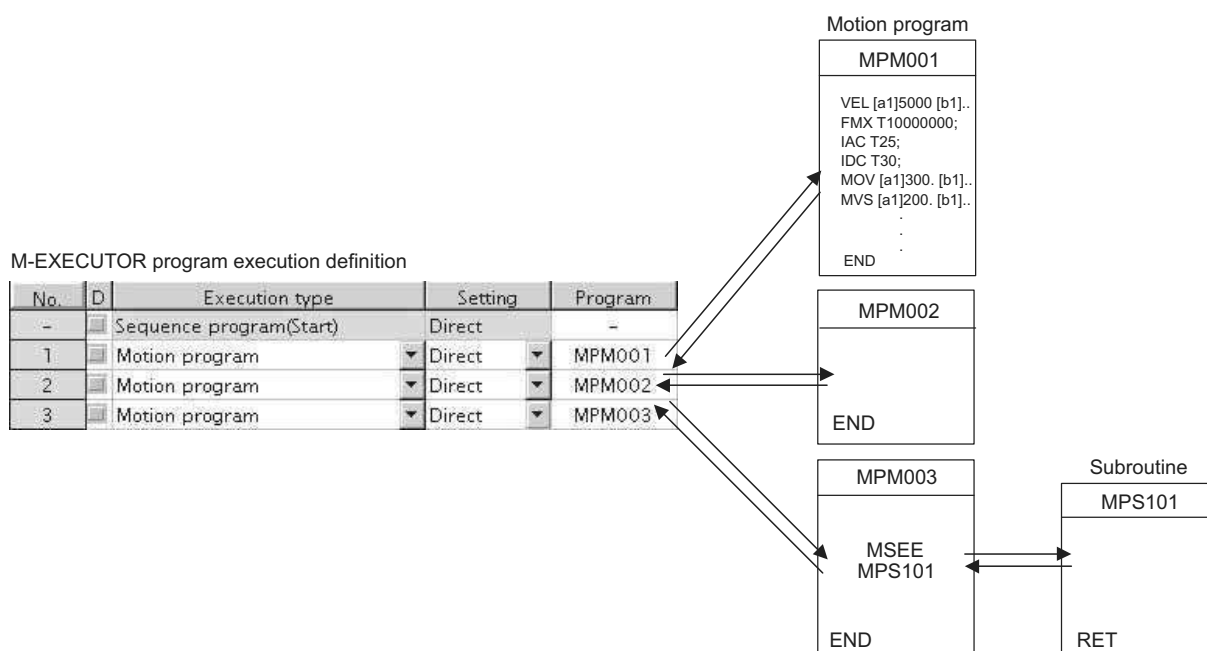 M-EXECUTOR program execution definition
No. D Execution type Setting Program
- Sequence program(Start) Direct -
1 Motion program Direct MPM001
2 Motion program Direct MPM002
3 Motion program Direct MPM003
Motion program
MPM001
VEL [a1]5000 [b1]..
FMX T10000000;
IAC T25;
IDC T30;
MOV [a1]300. [b1]..
MVS [a1]200. [b1]..
.
.
.
END
MPM002
END
MPM003
MSEE
MPS101
END
Subroutine
MPS101
RET